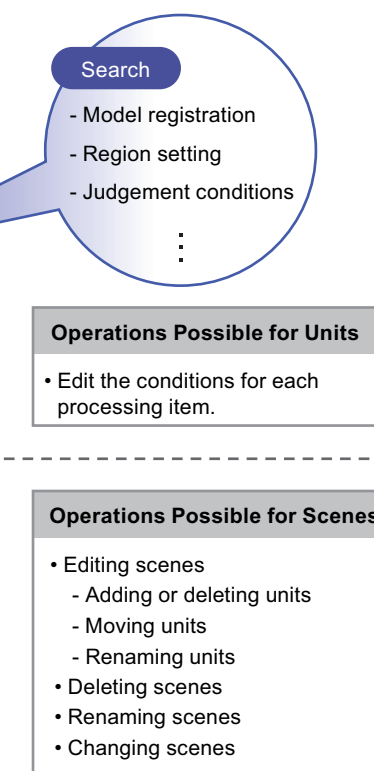 Search
- Model registration
- Region setting
- Judgement conditions
⋮
Operations Possible for Units
• Edit the conditions for each
processing item.
Operations Possible for Scenes
• Editing scenes
- Adding or deleting units
- Moving units
- Renaming units
• Deleting scenes
• Renaming scenes
• Changing scenes